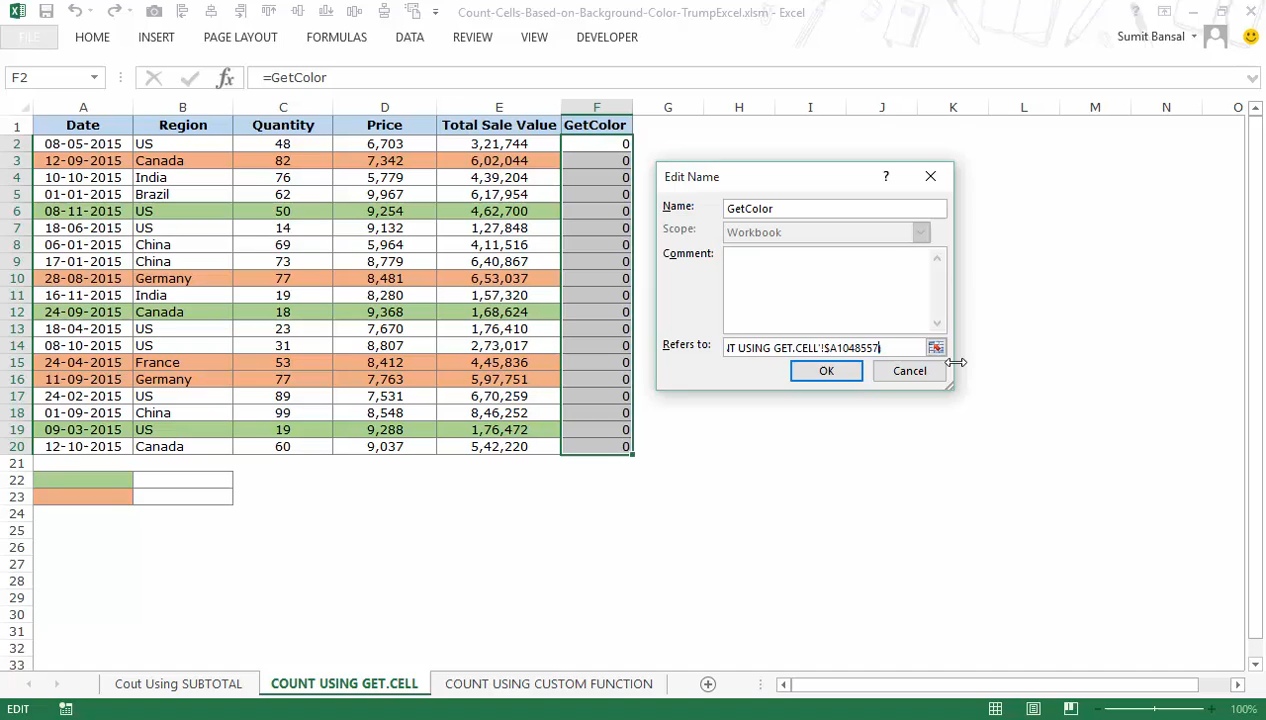 Count-Cells-Based-on-Background-Color-TrumpExcel.xlsm - Excel
FILE HOME INSERT PAGE LAYOUT FORMULAS DATA REVIEW VIEW DEVELOPER Sumit Bansal
F2 fx =GetColor
A B C D E F G H I J K L M N O
1 Date Region Quantity Price Total Sale Value GetColor
2 08-05-2015 US 48 6,703 3,21,744 0
3 12-09-2015 Canada 82 7,342 6,02,044 0
4 10-10-2015 India 76 5,779 4,39,204 0
5 01-01-2015 Brazil 62 9,967 6,17,954 0
6 08-11-2015 US 50 9,254 4,62,700 0
7 18-06-2015 US 14 9,132 1,27,848 0
8 06-01-2015 China 69 5,964 4,11,516 0
9 17-01-2015 China 73 8,779 6,40,867 0
10 28-08-2015 Germany 77 8,481 6,53,037 0
11 16-11-2015 India 19 8,280 1,57,320 0
12 24-09-2015 Canada 18 9,368 1,68,624 0
13 18-04-2015 US 23 7,670 1,76,410 0
14 08-10-2015 US 31 8,807 2,73,017 0
15 24-04-2015 France 53 8,412 4,45,836 0
16 11-09-2015 Germany 77 7,763 5,97,751 0
17 24-02-2015 US 89 7,531 6,70,259 0
18 01-09-2015 China 99 8,548 8,46,252 0
19 09-03-2015 US 19 9,288 1,76,472 0
20 12-10-2015 Canada 60 9,037 5,42,220 0
21
22
23
24
25
26
27
28
29
30
31
32
33
Edit Name ?
Name: GetColor
Scope: Workbook
Comment:
Refers to: IT USING GET.CELL'!$A1048557
OK Cancel
Cout Using SUBTOTAL COUNT USING GET.CELL COUNT USING CUSTOM FUNCTION
EDIT 100%